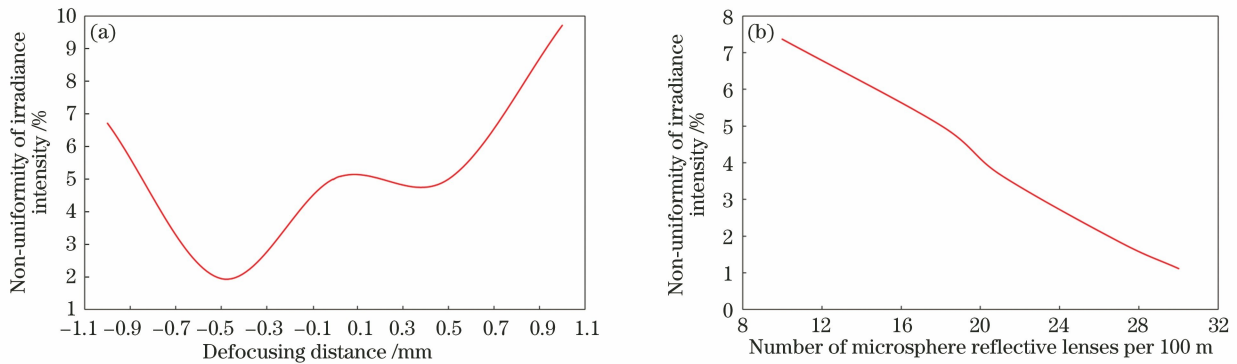 (a)
Non-uniformity of irradiance
intensity /%
10
9
8
7
6
5
4
3
2
1
−1.1 −0.9 −0.7 −0.5 −0.3 −0.1 0.1 0.3 0.5 0.7 0.9 1.1
Defocusing distance /mm
(b)
Non-uniformity of irradiance
intensity /%
8
7
6
5
4
3
2
1
0
8 12 16 20 24 28 32
Number of microsphere reflective lenses per 100 m